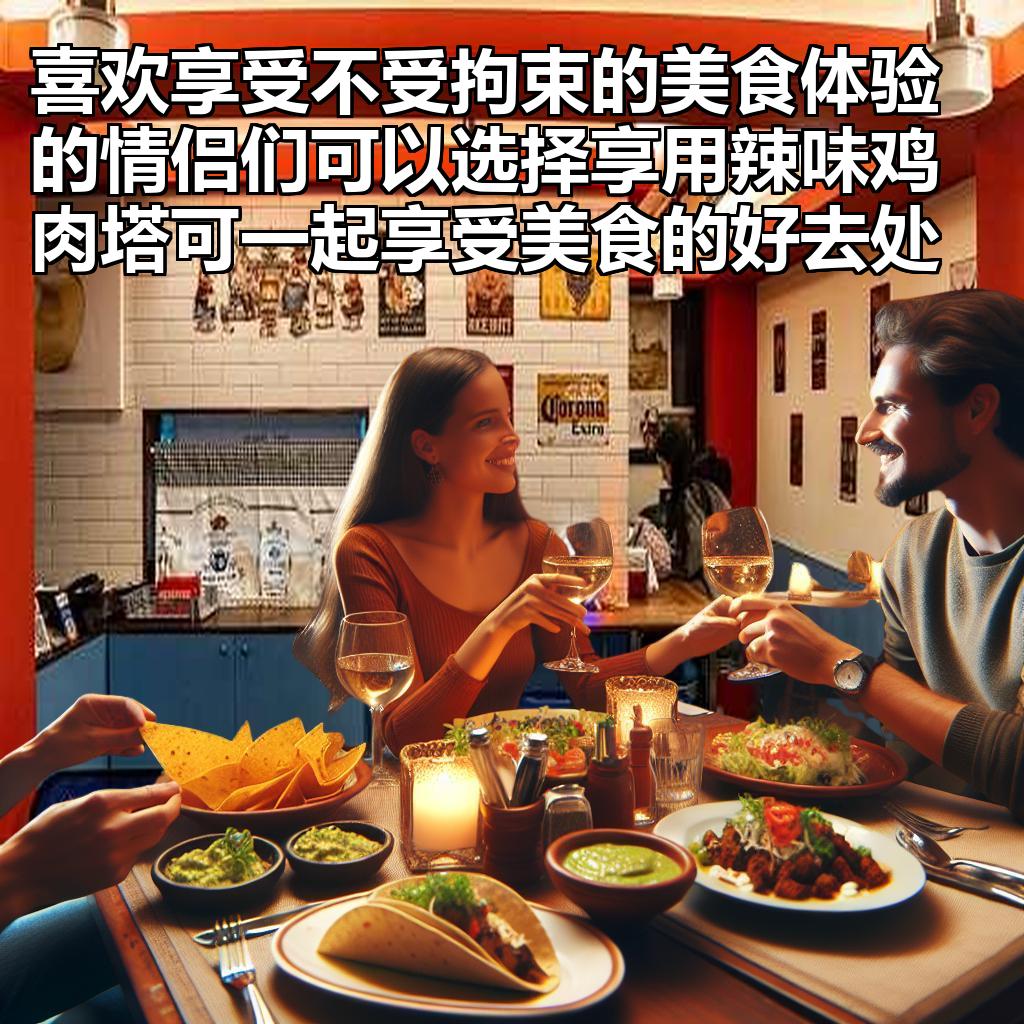 喜欢享受不受拘束的美食体验
的情侣们可以选择享用辣味鸡
肉塔可一起享受美食的好去处
Corona
Extra